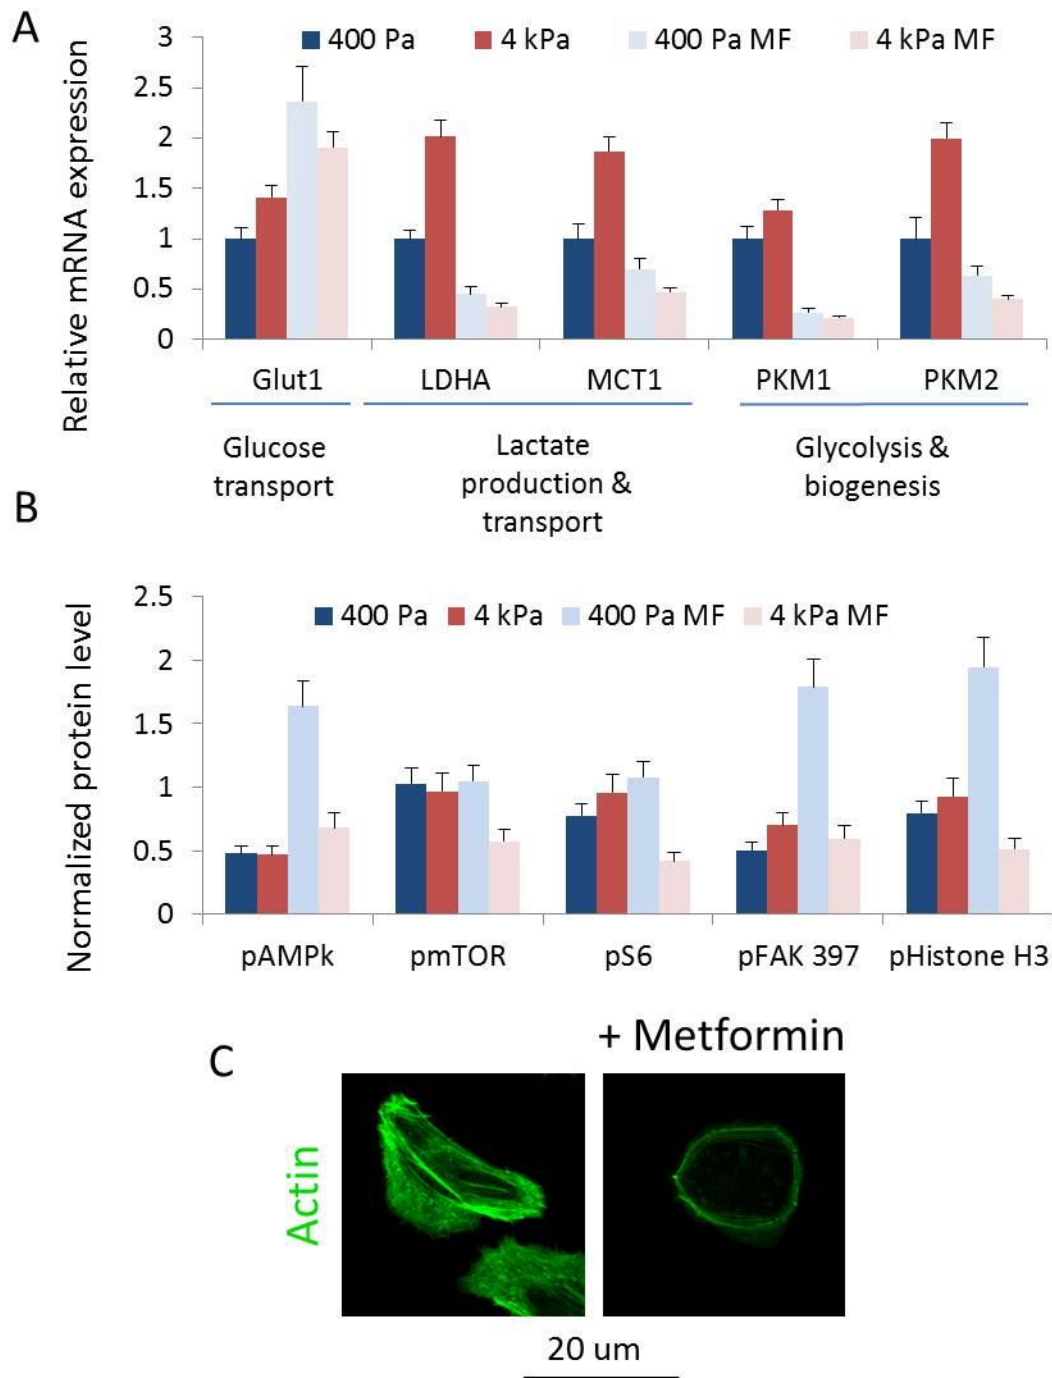 A
400 Pa 4 kPa 400 Pa MF 4 kPa MF
Relative mRNA expression
3
2.5
2
1.5
1
0.5
0
Glut1 LDHA MCT1 PKM1 PKM2
Glucose
transport
Lactate
production &
transport
Glycolysis &
biogenesis
B
400 Pa 4 kPa 400 Pa MF 4 kPa MF
Normalized protein level
2.5
2
1.5
1
0.5
0
pAMPk pmTOR pS6 pFAK 397 pHistone H3
+ Metformin
C
Actin
20 um